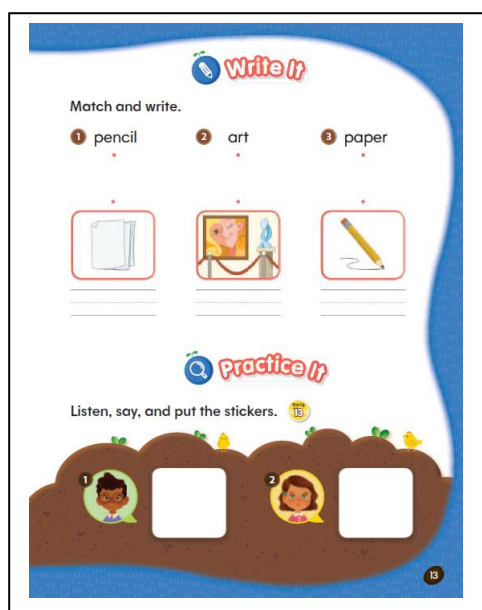 Write It
Match and write.
1 pencil 2 art 3 paper
Practice It
Listen, say, and put the stickers. 13
1 2
13